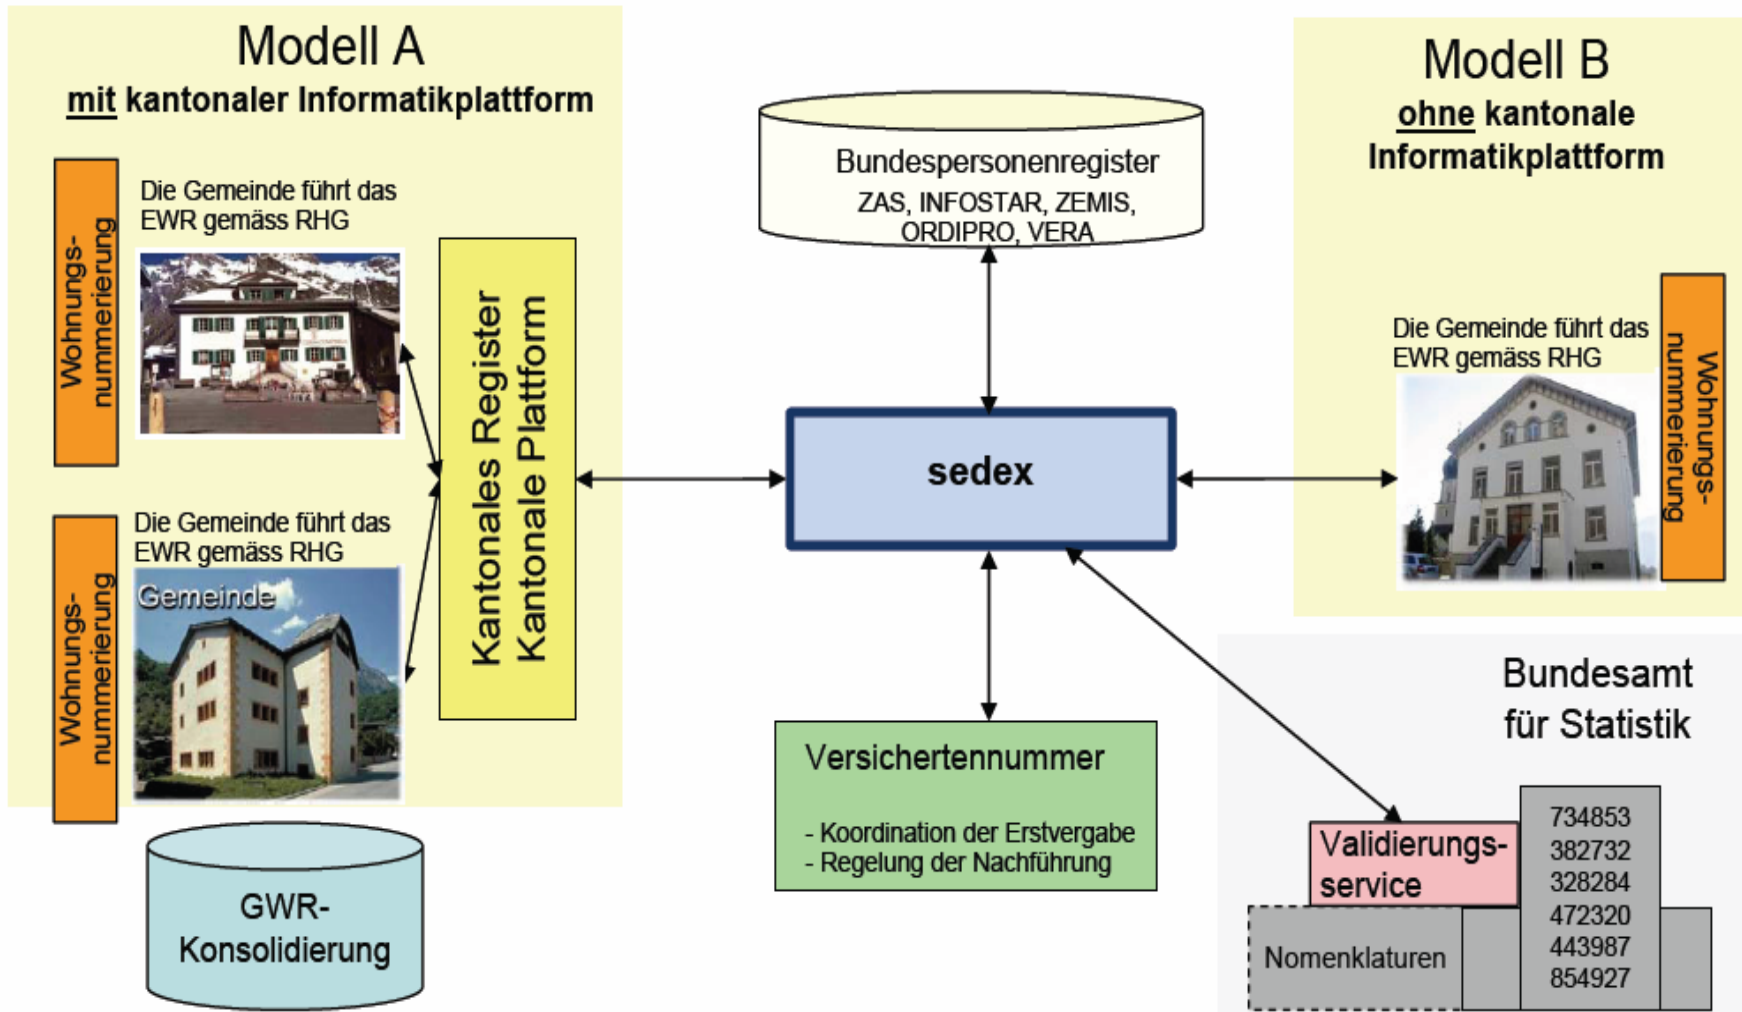 Modell A
mit kantonaler Informatikplattform
Wohnungs-
nummerierung
Die Gemeinde führt das
EWR gemäss RHG
Wohnungs-
nummerierung
Die Gemeinde führt das
EWR gemäss RHG
Gemeinde
Kantonales Register
Kantonale Plattform
GWR-
Konsolidierung
Bundespersonenregister
ZAS, INFOSTAR, ZEMIS,
ORDIPRO, VERA
sedex
Versichertennummer
- Koordination der Erstvergabe
- Regelung der Nachführung
Modell B
ohne kantonale
Informatikplattform
Die Gemeinde führt das
EWR gemäss RHG
Wohnungs-
nummerierung
Bundesamt
für Statistik
Validierungs-
service
Nomenklaturen
734853
382732
328284
472320
443987
854927